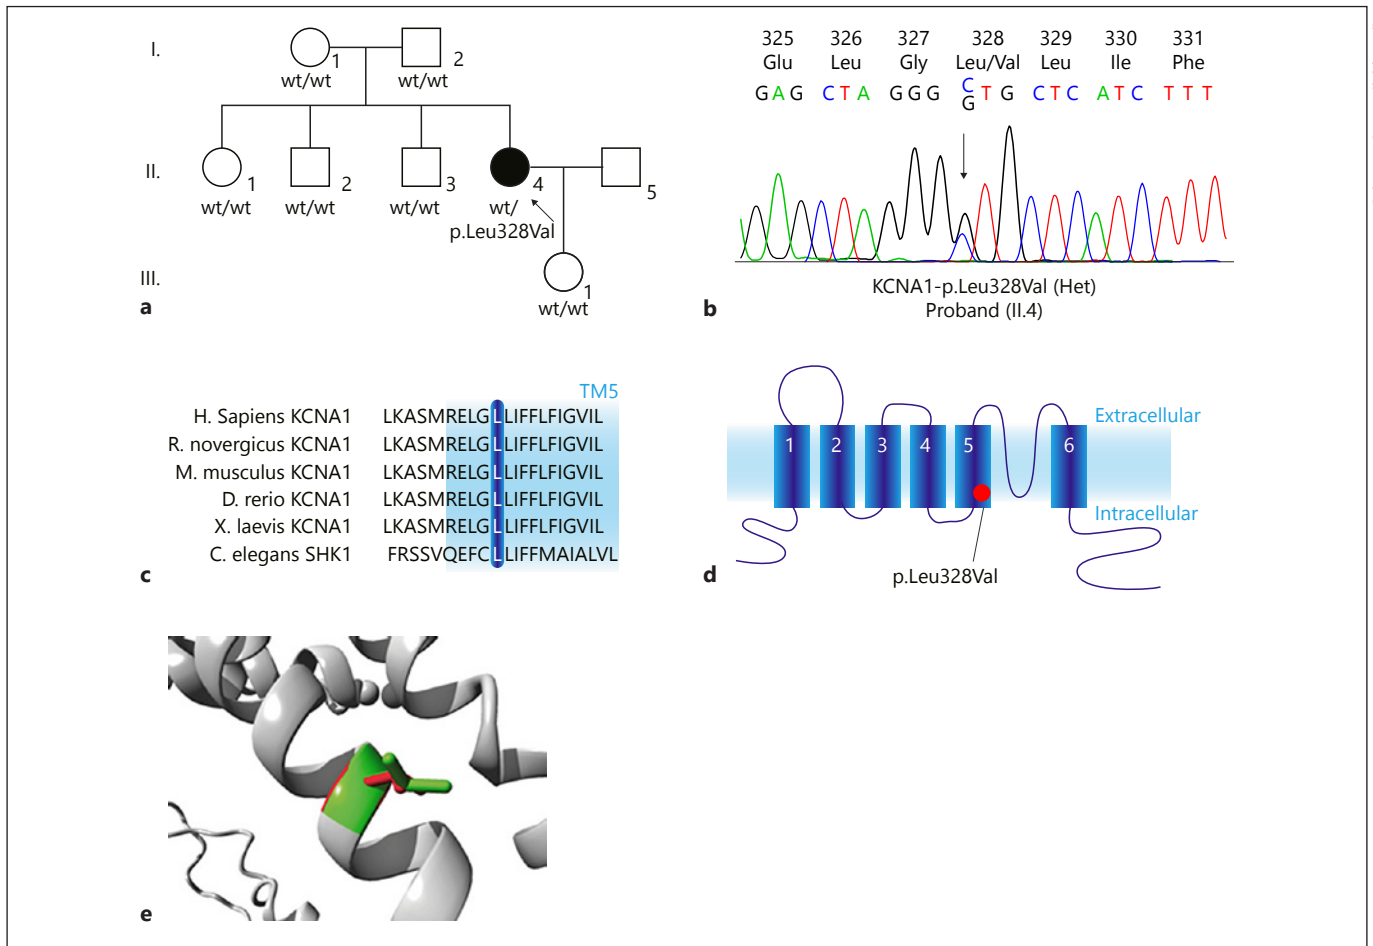 I.
1
2
wt/wt
wt/wt
II.
1
2
3
4
5
wt/wt
wt/wt
wt/wt
wt/
p.Leu328Val
III.
1
wt/wt
a
325 326 327 328 329 330 331
Glu Leu Gly Leu/Val Leu Ile Phe
C
GAG CTA GGG TG CTC ATC TTT
G
KCNA1-p.Leu328Val (Het)
Proband (II.4)
b
TM5
H. Sapiens KCNA1 LKASMRELGLLIFFLFIGVIL
R. novergicus KCNA1 LKASMRELGLLIFFLFIGVIL
M. musculus KCNA1 LKASMRELGLLIFFLFIGVIL
D. rerio KCNA1 LKASMRELGLLIFFLFIGVIL
X. laevis KCNA1 LKASMRELGLLIFFLFIGVIL
C. elegans SHK1 FRSSVQEFCLLIFFMAIALVL
c
Extracellular
1 2 3 4 5 6
Intracellular
p.Leu328Val
d
e